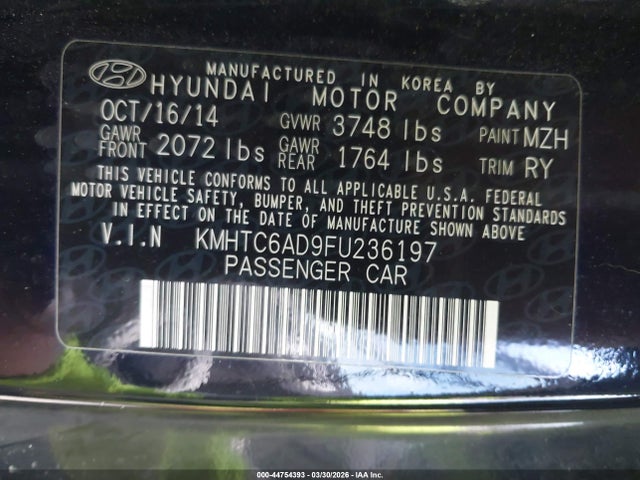 MANUFACTURED IN KOREA BY
HYUNDAI MOTOR COMPANY
OCT/16/14 GVWR 3748 lbs PAINT MZH
GAWR FRONT 2072 lbs GAWR REAR 1764 lbs TRIM RY
THIS VEHICLE CONFORMS TO ALL APPLICABLE U.S.A. FEDERAL
MOTOR VEHICLE SAFETY, BUMPER, AND THEFT PREVENTION STANDARDS
IN EFFECT ON THE DATE OF MANUFACTURE SHOWN ABOVE
V.I.N KMHTC6AD9FU236197
PASSENGER CAR
000-44754393 — 03/30/2026 — IAA Inc.